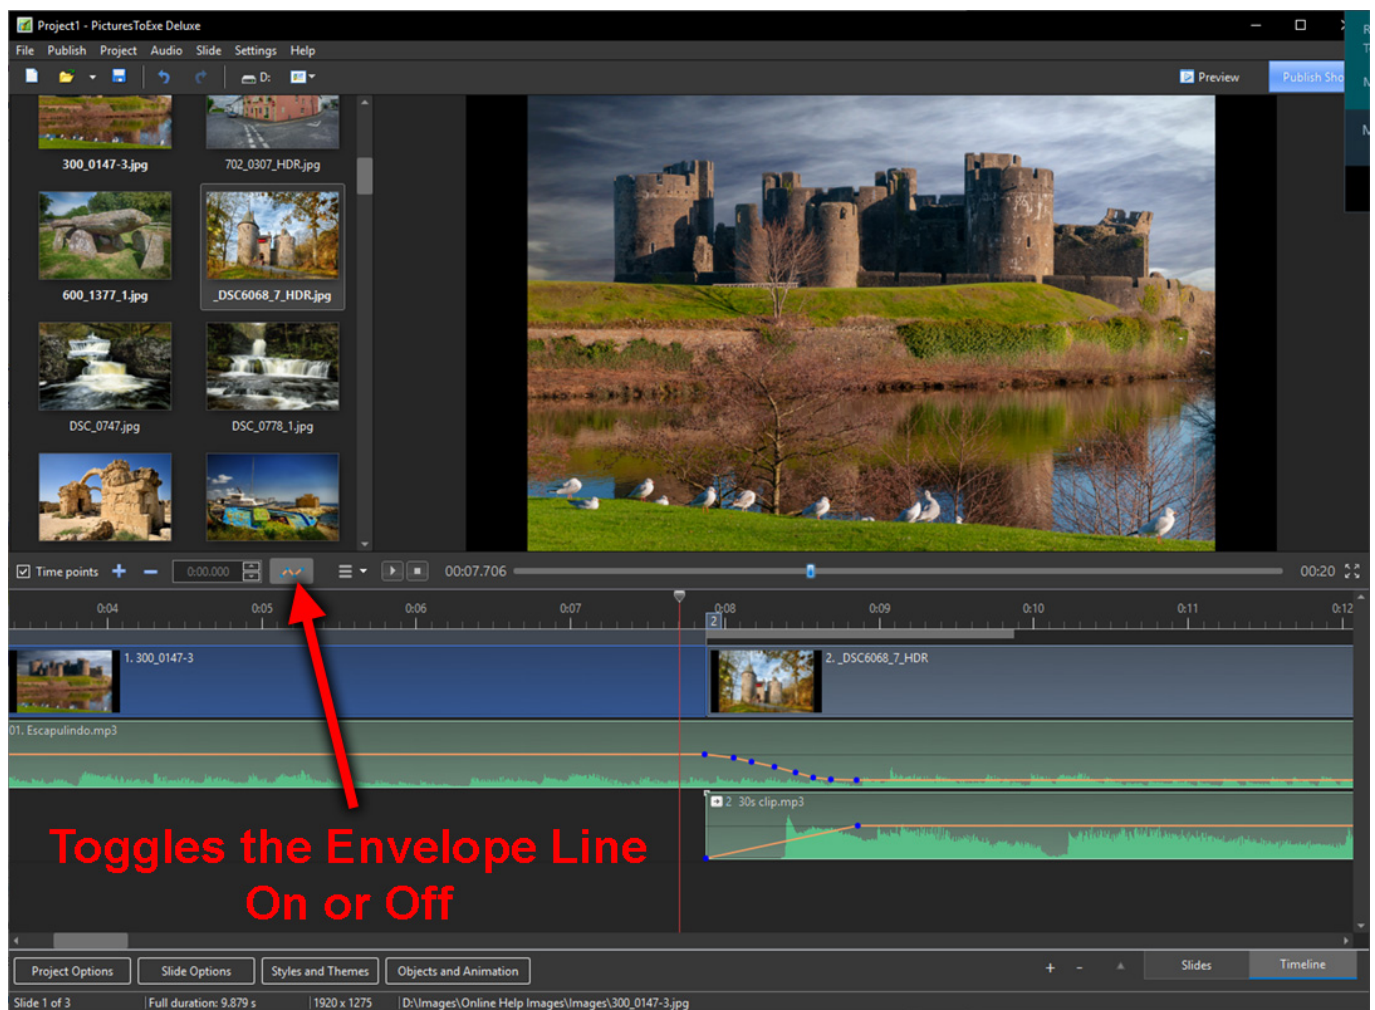 Project1 - PicturesToExe Deluxe
File Publish Project Audio Slide Settings Help
D:
Preview
Publish Sho
300_0147-3.jpg
702_0307_HDR.jpg
600_1377_1.jpg
_DSC6068_7_HDR.jpg
DSC_0747.jpg
DSC_0778_1.jpg
Time points
0:00.000
00:07.706
00:20
0:04 0:05 0:06 0:07 0:08 0:09 0:10 0:11 0:12
2
1. 300_0147-3
2. _DSC6068_7_HDR
01. Escapulindo.mp3
2 30s clip.mp3
Toggles the Envelope Line
On or Off
Project Options
Slide Options
Styles and Themes
Objects and Animation
Slides
Timeline
Slide 1 of 3
Full duration: 9.879 s
1920 x 1275
D:\Images\Online Help Images\Images\300_0147-3.jpg